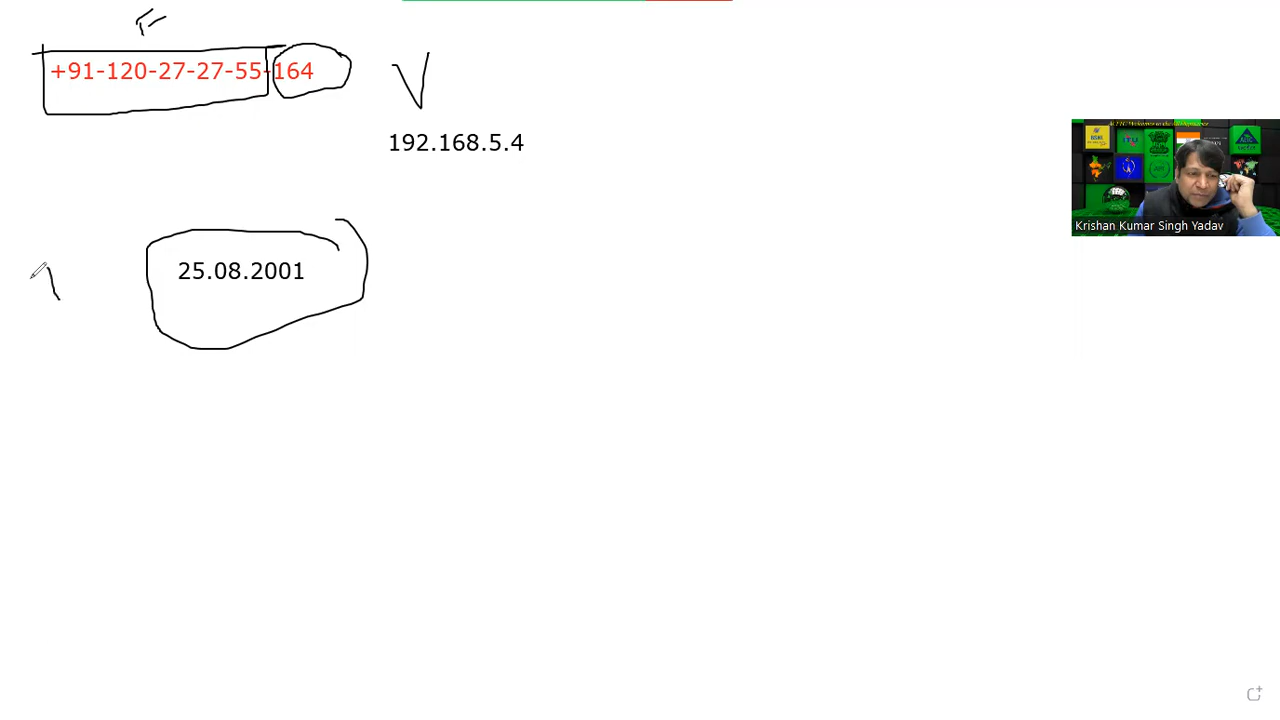 F
+91-120-27-27-55-164
V
192.168.5.4
25.08.2001
Krishan Kumar Singh Yadav